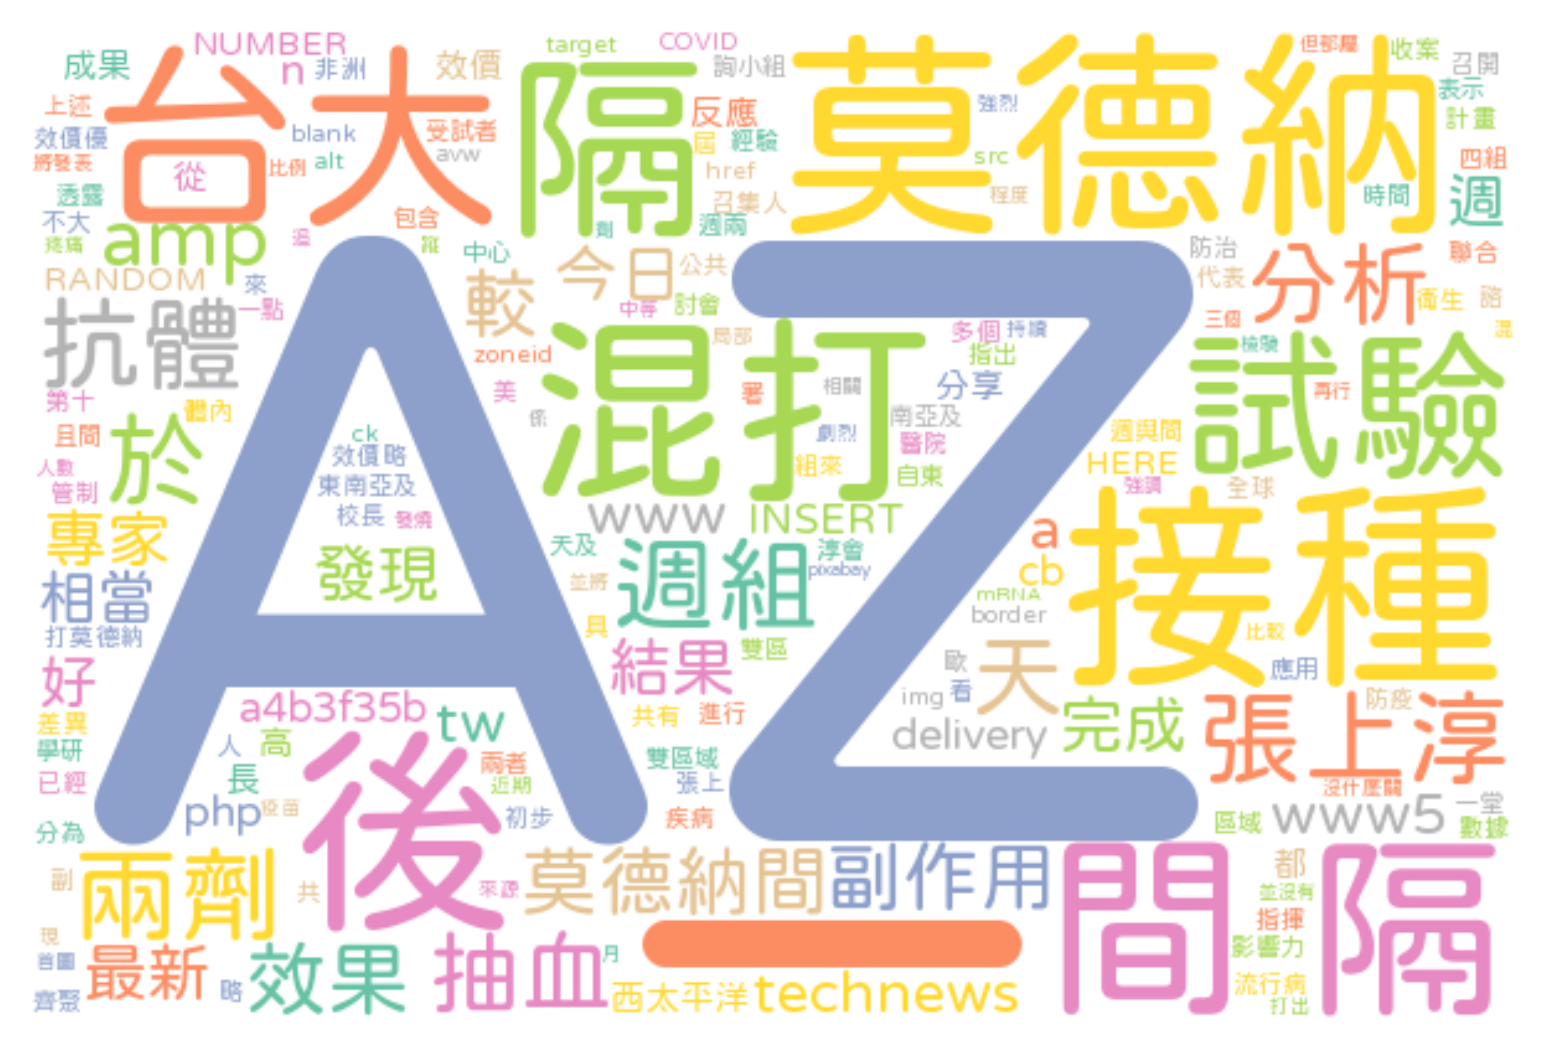 NUMBER
target
COVID
但都屬
收案
成果
n
非洲
效價
詢小組
召開
台大
隔
莫德納
上述
反應
強烈
表示
計畫
效價優
blank
受試者
屆
經驗
將發表
alt
avw
src
四組
從
比例
href
程度
時間
週
透露
召集人
不大
包含
劑
週兩
疼痛
amp
追
蹤
中心
今日
公共
防治
分析
聯合
RANDOM
來
較
代表
衛生
諮
抗體
一點
中等
討會
三個
混
AZ
混打
局部
多個
持續
試驗
檢驗
zoneid
指出
第十
體內
美
署
相關
分享
再行
且間
於
ck
係
劇烈
南亞及
週與間
人數
效價略
醫院
組來
HERE
管制
東南亞及
自東
強調
全球
校長
發燒
www
INSERT
接種
專家
天及
淳會
a
發現
週組
pixabay
cb
相當
並將
mRNA
border
打莫德納
具
比較
好
結果
雙區
歐
天
應用
a4b3f35b
img
看
防疫
差異
tw
共有
進行
delivery
完成
張上淳
學研
人
高
後
兩者
雙區域
已經
長
近期
張上
沒什麼關
php
疫苗
初步
疾病
區域
www5
一堂
分為
數據
兩劑
莫德納間
副作用
間隔
都
副
共
來源
並沒有
指揮
現
影響力
首圖
最新
效果
抽血
月
齊聚
略
西太平洋
technews
流行病
打出